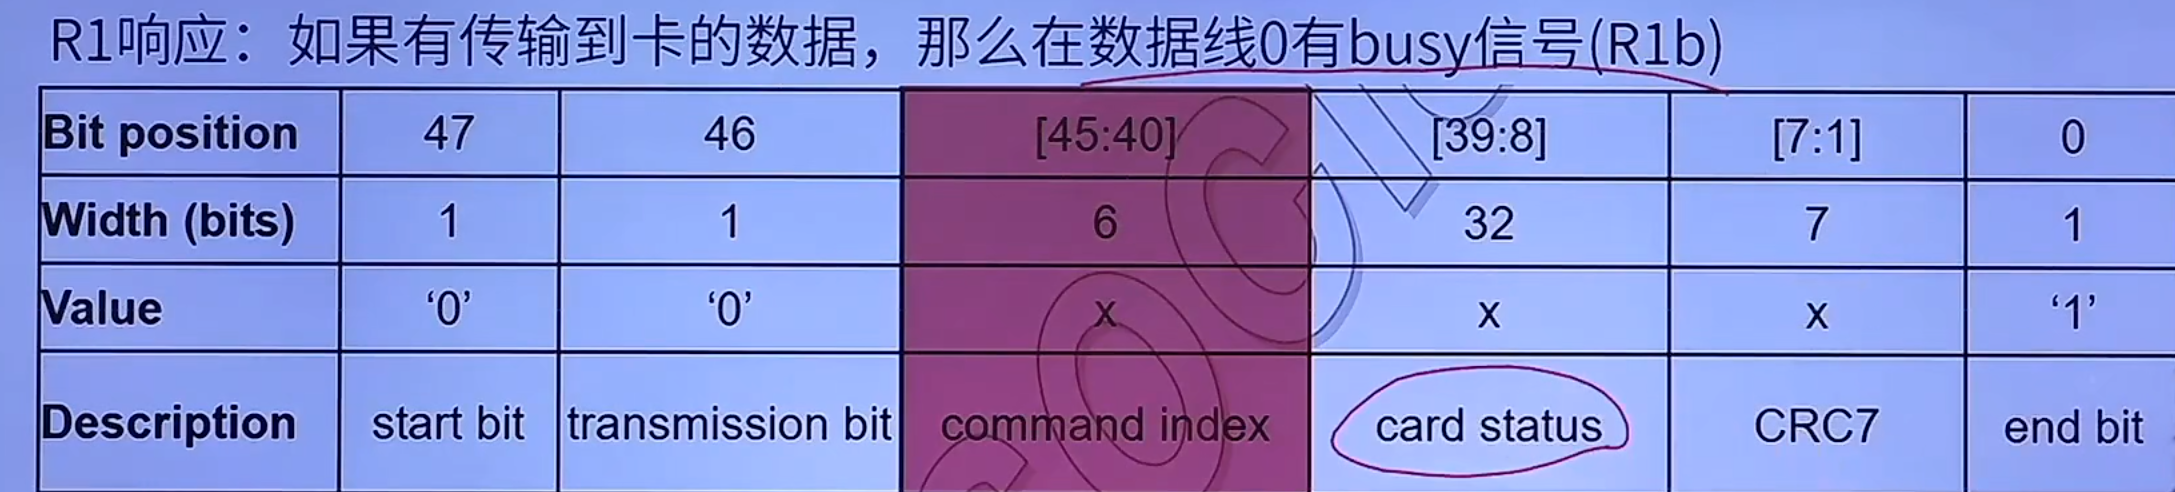 R1响应：如果有传输到卡的数据，那么在数据线0有busy信号(R1b)
Bit position 47 46 [45:40] [39:8] [7:1] 0
Width (bits) 1 1 6 32 7 1
Value ‘0’ ‘0’ x x x ‘1’
Description start bit transmission bit command index card status CRC7 end bit